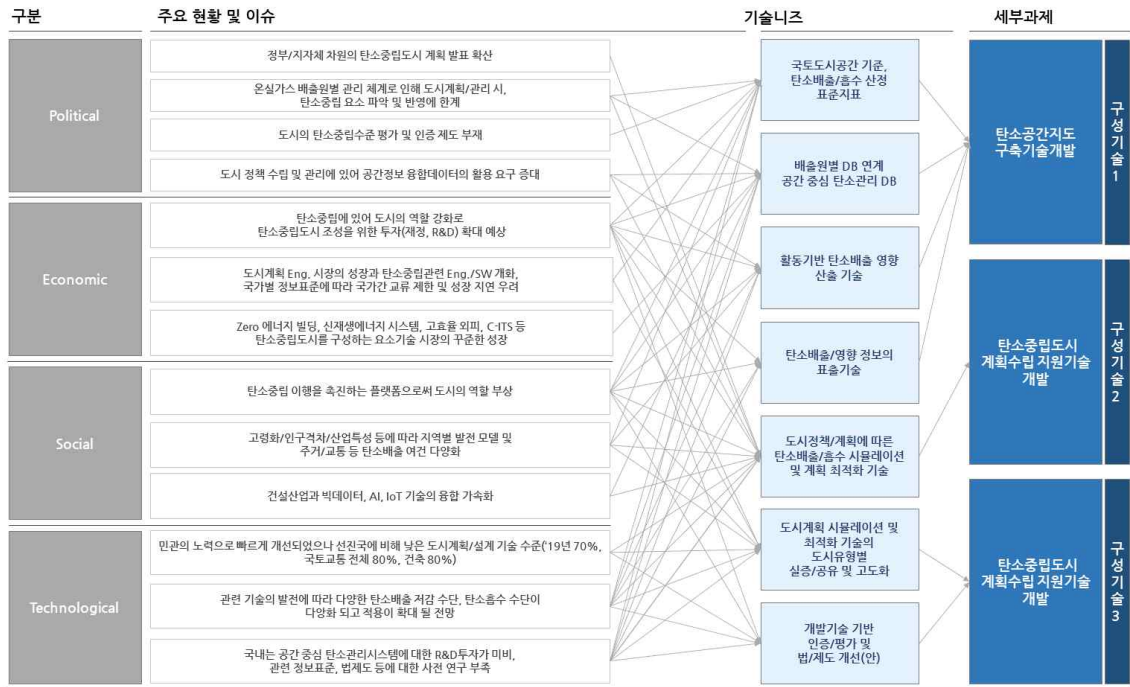 구분
주요 현황 및 이슈
기술니즈
세부과제
Political
정부/지자체 차원의 탄소중립도시 계획 발표 확산
온실가스 배출원별 관리 체계로 인해 도시계획/관리 시,
탄소중립 요소 파악 및 반영에 한계
도시의 탄소중립수준 평가 및 인증 제도 부재
도시 정책 수립 및 관리에 있어 공간정보 융합데이터의 활용 요구 증대
Economic
탄소중립에 있어 도시의 역할 강화로
탄소중립도시 조성을 위한 투자(재정, R&D) 확대 예상
도시계획 Eng. 시장의 성장과 탄소중립관련 Eng./SW 개화,
국가별 정보표준에 따라 국가간 교류 제한 및 성장 지연 우려
Zero 에너지 빌딩, 신재생에너지 시스템, 고효율 외피, C-ITS 등
탄소중립도시를 구성하는 요소기술 시장의 꾸준한 성장
Social
탄소중립 이행을 촉진하는 플랫폼으로써 도시의 역할 부상
고령화/인구격차/산업특성 등에 따라 지역별 발전 모델 및
주거/교통 등 탄소배출 여건 다양화
건설산업과 빅데이터, AI, IoT 기술의 융합 가속화
Technological
민관의 노력으로 빠르게 개선되었으나 선진국에 비해 낮은 도시계획/설계 기술 수준('19년 70%,
국토교통 전체 80%, 건축 80%)
관련 기술의 발전에 따라 다양한 탄소배출 저감 수단, 탄소흡수 수단이
다양화 되고 적용이 확대 될 전망
국내는 공간 중심 탄소관리시스템에 대한 R&D투자가 미비,
관련 정보표준, 법제도 등에 대한 사전 연구 부족
국토도시공간 기준,
탄소배출/흡수 산정
표준지표
배출원별 DB 연계
공간 중심 탄소관리 DB
활동기반 탄소배출 영향
산출 기술
탄소배출/영향 정보의
표출기술
도시정책/계획에 따른
탄소배출/흡수 시뮬레이션
및 계획 최적화 기술
도시계획 시뮬레이션 및
최적화 기술의
도시유형별
실증/공유 및 고도화
개발기술 기반
인증/평가 및
법/제도 개선(안)
탄소공간지도
구축기술개발
구성기술1
탄소중립도시
계획수립 지원기술
개발
구성기술2
탄소중립도시
계획수립 지원기술
개발
구성기술3